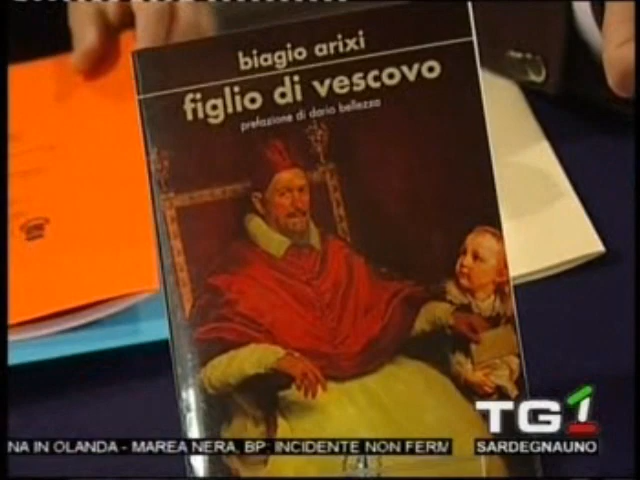 biagio arixi
figlio di vescovo
prefazione di dario bellezza
TG1
NA IN OLANDA - MAREA NERA, BP: INCIDENTE NON FERM
SARDEGNAUNO